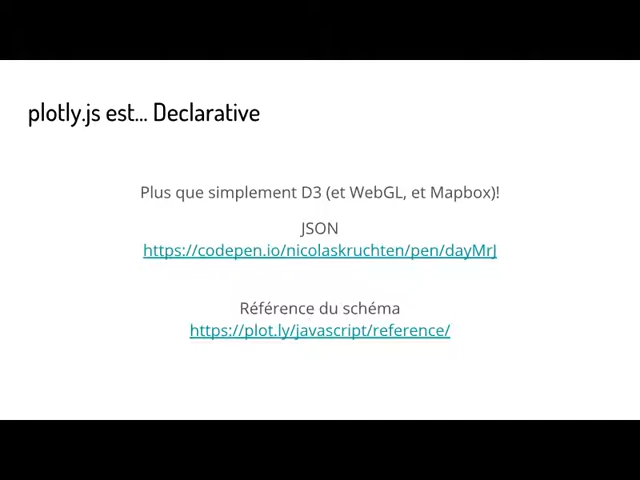 plotly.js est... Declarative
Plus que simplement D3 (et WebGL, et Mapbox)!
JSON
https://codepen.io/nicolaskruchten/pen/dayMrJ
Référence du schéma
https://plot.ly/javascript/reference/